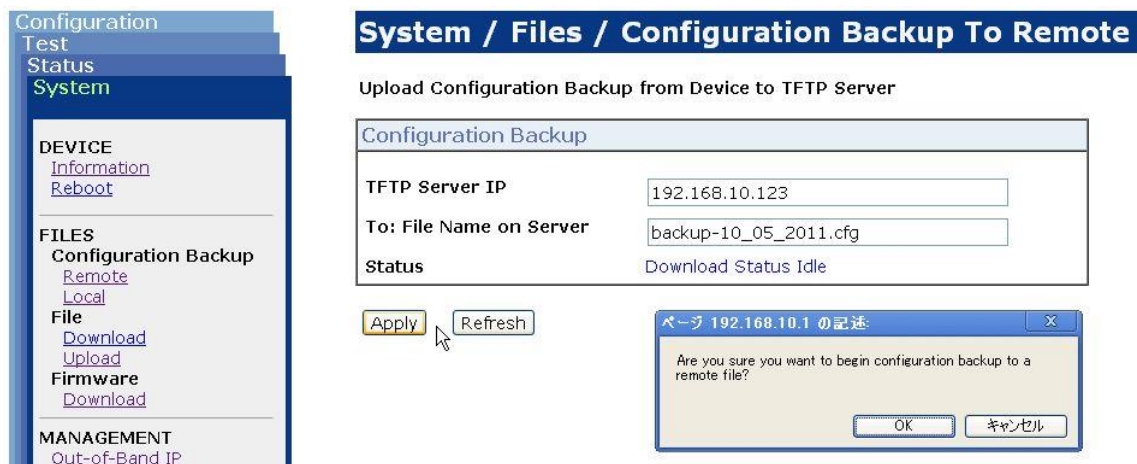 Configuration
Test
Status
System
DEVICE
Information
Reboot
FILES
Configuration Backup
Remote
Local
File
Download
Upload
Firmware
Download
MANAGEMENT
Out-of-Band IP
System / Files / Configuration Backup To Remote
Upload Configuration Backup from Device to TFTP Server
Configuration Backup
TFTP Server IP 192.168.10.123
To: File Name on Server backup-10_05_2011.cfg
Status Download Status Idle
Apply Refresh
ページ 192.168.10.1 の記述: X
Are you sure you want to begin configuration backup to a
remote file?
OK キャンセル